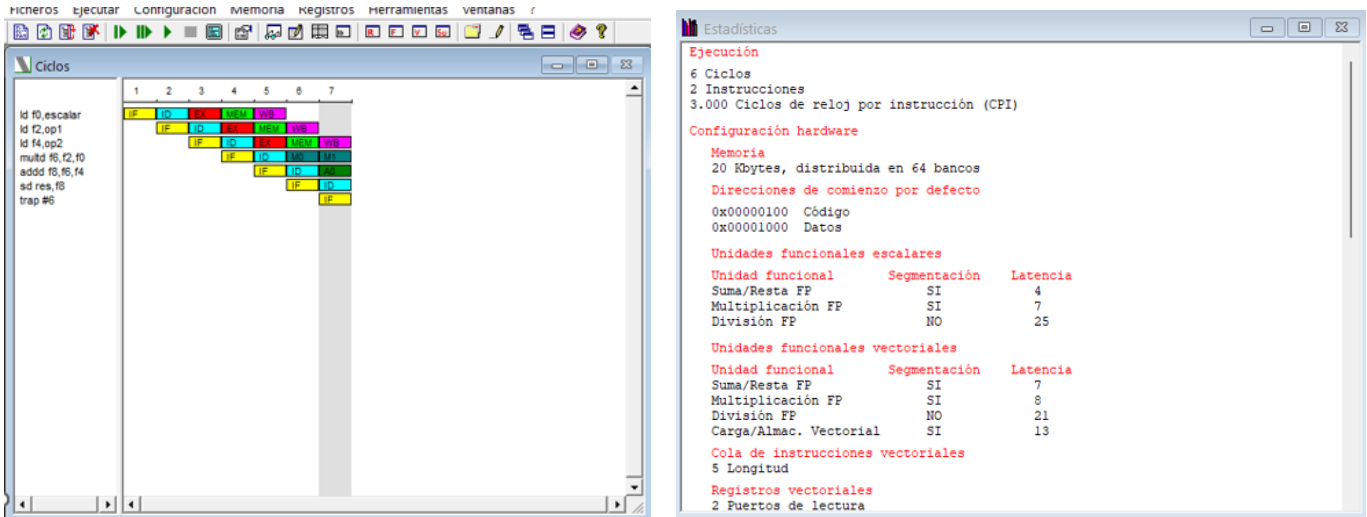 Ficheros Ejecutar Configuración Memoria Registros Herramientas Ventanas ?
R F V Su
Ciclos
1 2 3 4 5 6 7
ld f0,escalar IF ID EX MEM WB
ld f2,op1 IF ID EX MEM WB
ld f4,op2 IF ID EX MEM WB
multd f6,f2,f0 IF ID M0 M1
addd f8,f6,f4 IF ID A0
sd res,f8 IF ID
trap #6 IF
Estadísticas
Ejecución
6 Ciclos
2 Instrucciones
3.000 Ciclos de reloj por instrucción (CPI)
Configuración hardware
Memoria
20 Kbytes, distribuida en 64 bancos
Direcciones de comienzo por defecto
0x00000100 Código
0x00001000 Datos
Unidades funcionales escalares
Unidad funcional Segmentación Latencia
Suma/Resta FP SI 4
Multiplicación FP SI 7
División FP NO 25
Unidades funcionales vectoriales
Unidad funcional Segmentación Latencia
Suma/Resta FP SI 7
Multiplicación FP SI 8
División FP NO 21
Carga/Almac. Vectorial SI 13
Cola de instrucciones vectoriales
5 Longitud
Registros vectoriales
2 Puertos de lectura